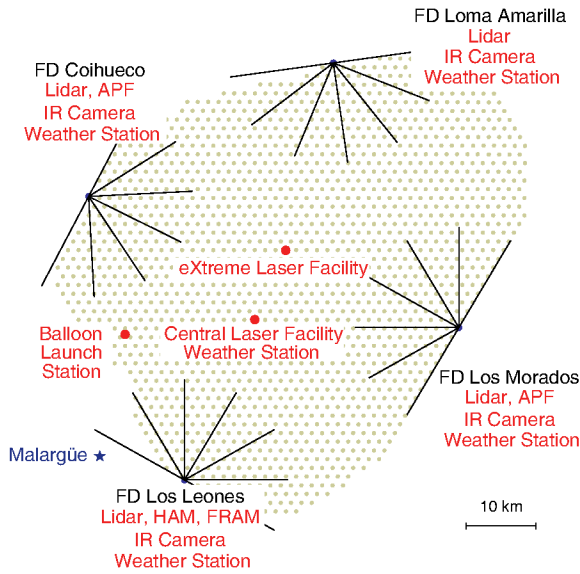 FD Loma Amarilla
Lidar
IR Camera
Weather Station
FD Coihueco
Lidar, APF
IR Camera
Weather Station
eXtreme Laser Facility
Balloon
Launch
Station
Central Laser Facility
Weather Station
FD Los Morados
Lidar, APF
IR Camera
Weather Station
Malargüe
FD Los Leones
Lidar, HAM, FRAM
IR Camera
Weather Station
10 km